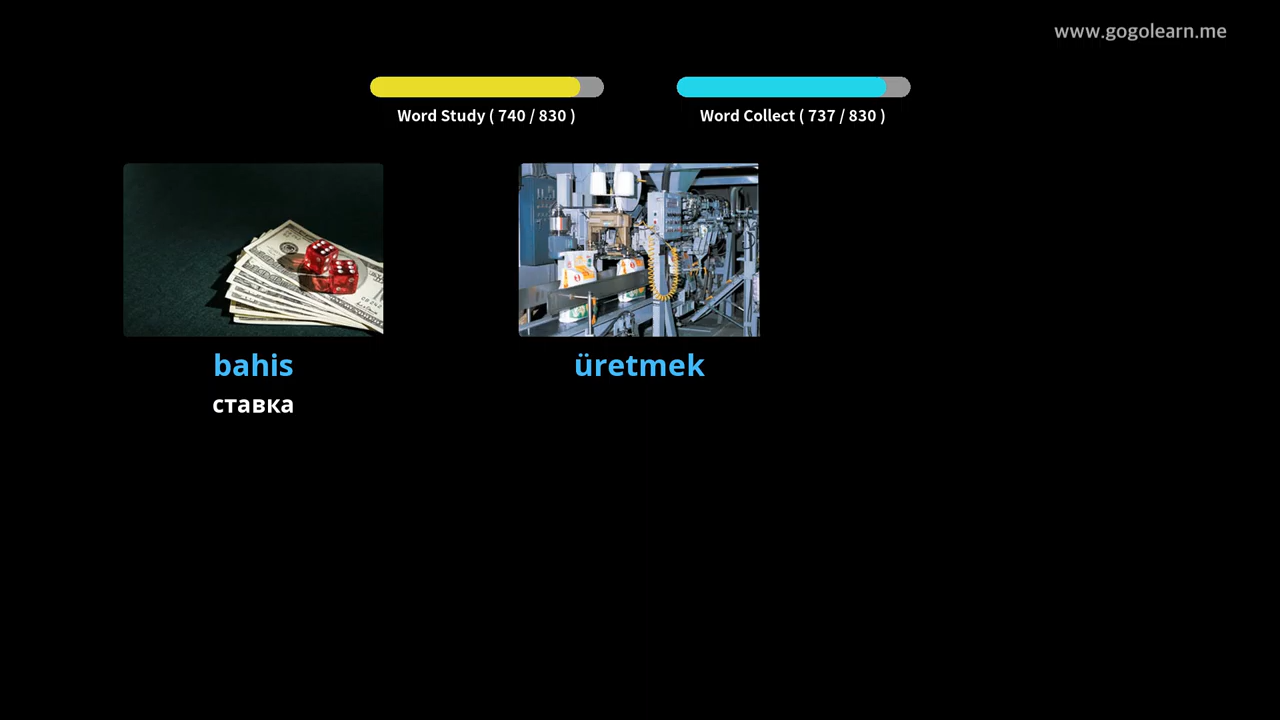 www.gogolearn.me
Word Study ( 740 / 830 )
Word Collect ( 737 / 830 )
bahis
ставка
üretmek